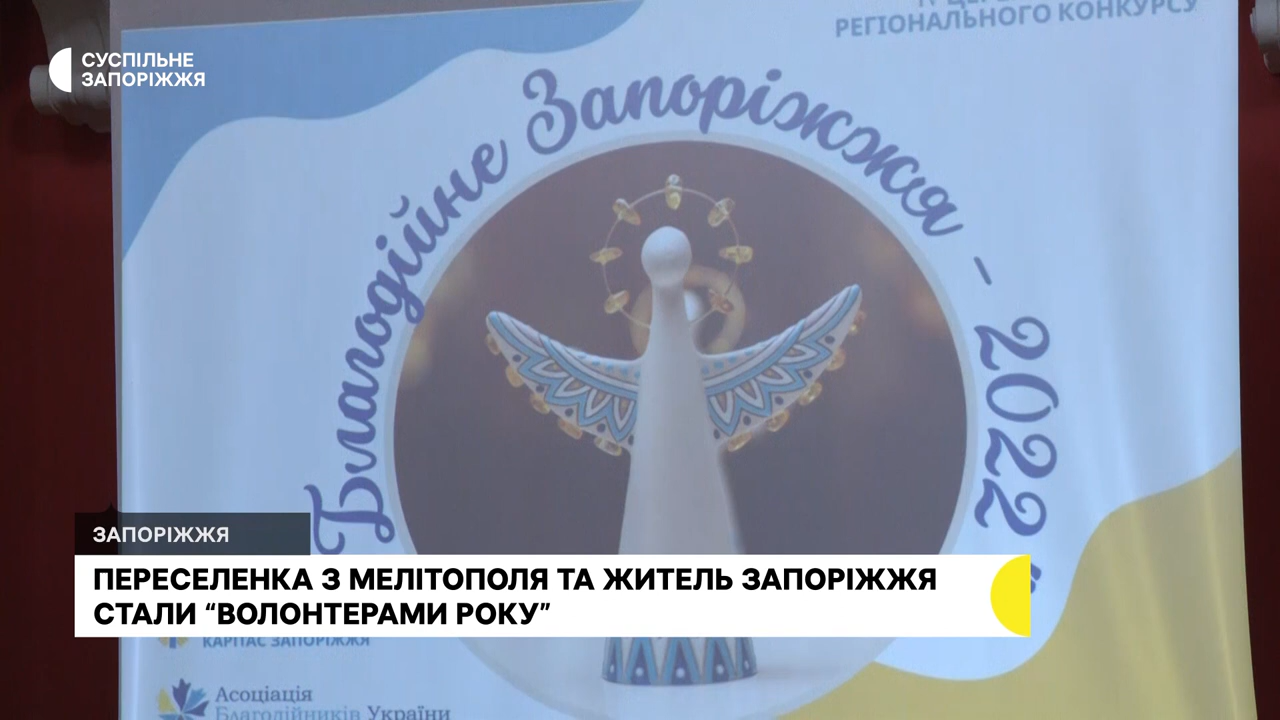 СУСПІЛЬНЕ
ЗАПОРІЖЖЯ
РЕГІОНАЛЬНОГО КОНКУРСУ
Благодійне Запоріжжя - 2022"
ЗАПОРІЖЖЯ
ПЕРЕСЕЛЕНКА З МЕЛІТОПОЛЯ ТА ЖИТЕЛЬ ЗАПОРІЖЖЯ
СТАЛИ “ВОЛОНТЕРАМИ РОКУ”
КАРІТАС ЗАПОРІЖЖЯ
Асоціація
Благодійників України